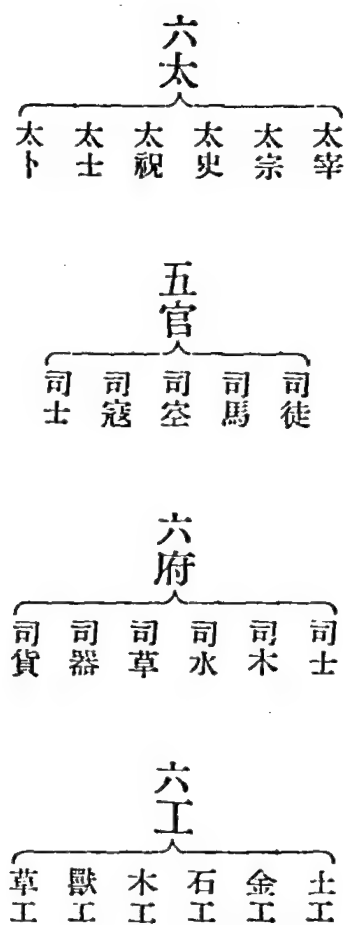 六太
太宰
太宗
太史
太祝
太士
太卜
五官
司徒
司馬
司空
司寇
司士
六府
司士
司木
司水
司草
司器
司貨
六工
土工
金工
石工
木工
獸工
草工